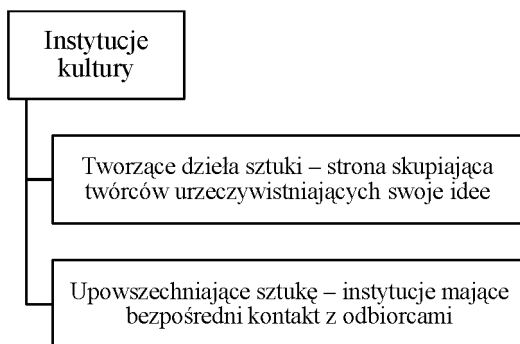 Instytucje
kultury
Tworzące dzieła sztuki – strona skupiająca
twórców urzeczywistniających swoje idee
Upowszechniające sztukę – instytucje mające
bezpośredni kontakt z odbiorcami